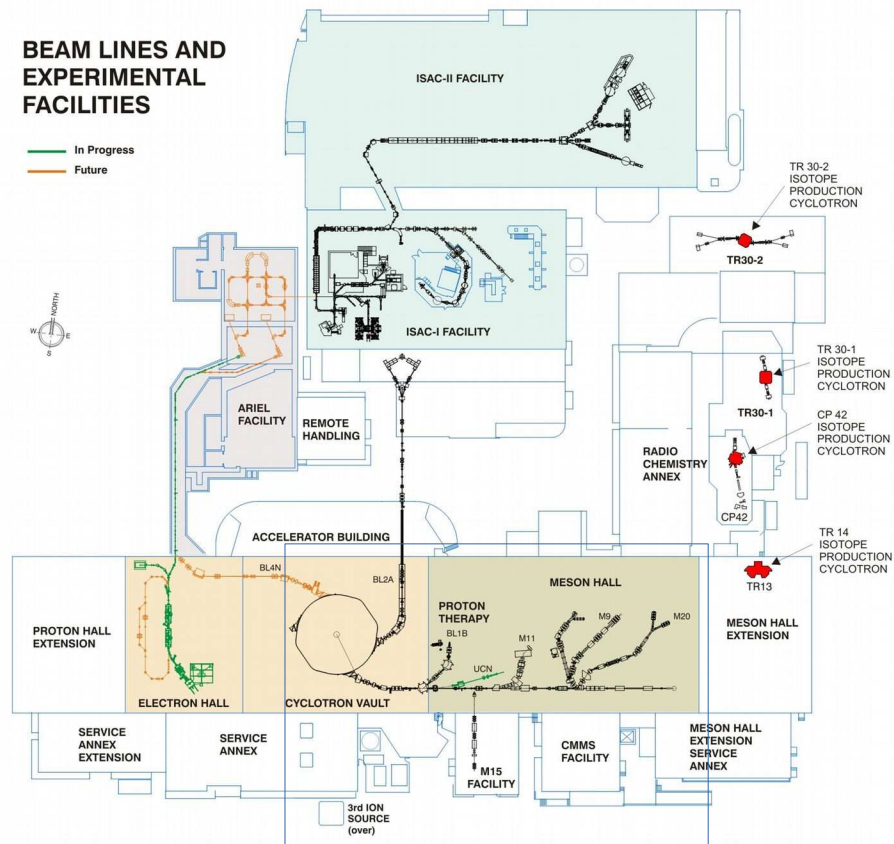 BEAM LINES AND
EXPERIMENTAL
FACILITIES
In Progress
Future
ISAC-II FACILITY
TR 30-2
ISOTOPE
PRODUCTION
CYCLOTRON
TR30-2
NORTH
W
E
S
ISAC-I FACILITY
TR 30-1
ISOTOPE
PRODUCTION
CYCLOTRON
TR30-1
ARIEL
FACILITY
REMOTE
HANDLING
CP 42
ISOTOPE
PRODUCTION
CYCLOTRON
RADIO
CHEMISTRY
ANNEX
CP42
ACCELERATOR BUILDING
TR 14
ISOTOPE
PRODUCTION
CYCLOTRON
TR13
BL4N
BL2A
MESON HALL
PROTON
THERAPY
BL1B
M11
M9
M20
UCN
PROTON HALL
EXTENSION
MESON HALL
EXTENSION
ELECTRON HALL
CYCLOTRON VAULT
SERVICE
ANNEX
EXTENSION
SERVICE
ANNEX
M15
FACILITY
CMMS
FACILITY
MESON HALL
EXTENSION
SERVICE
ANNEX
3rd ION
SOURCE
(over)